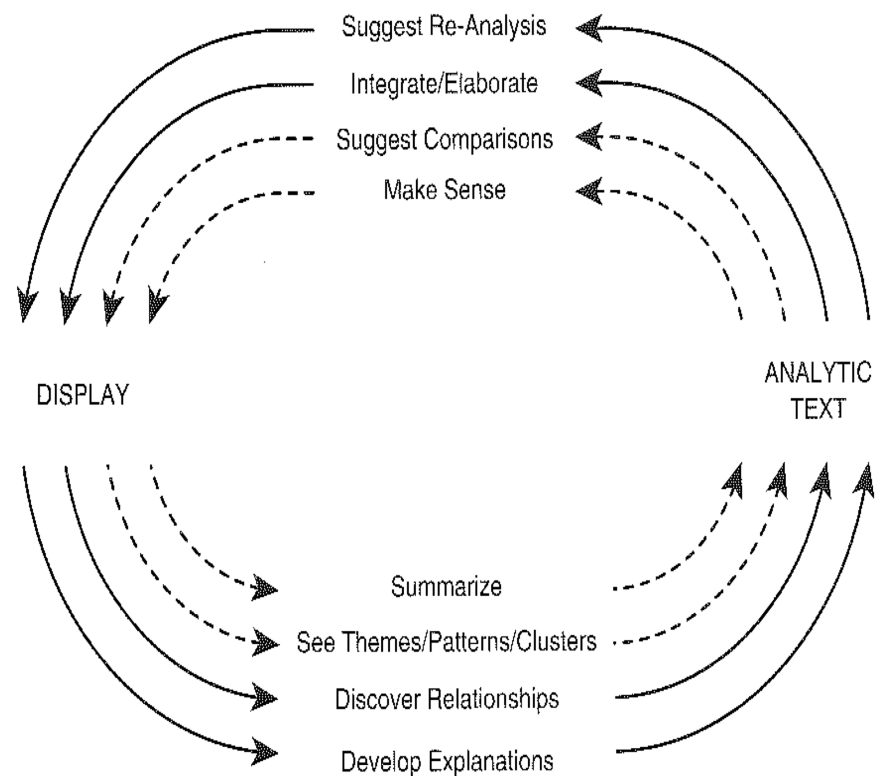 Suggest Re-Analysis
Integrate/Elaborate
Suggest Comparisons
Make Sense
DISPLAY
ANALYTIC
TEXT
Summarize
See Themes/Patterns/Clusters
Discover Relationships
Develop Explanations